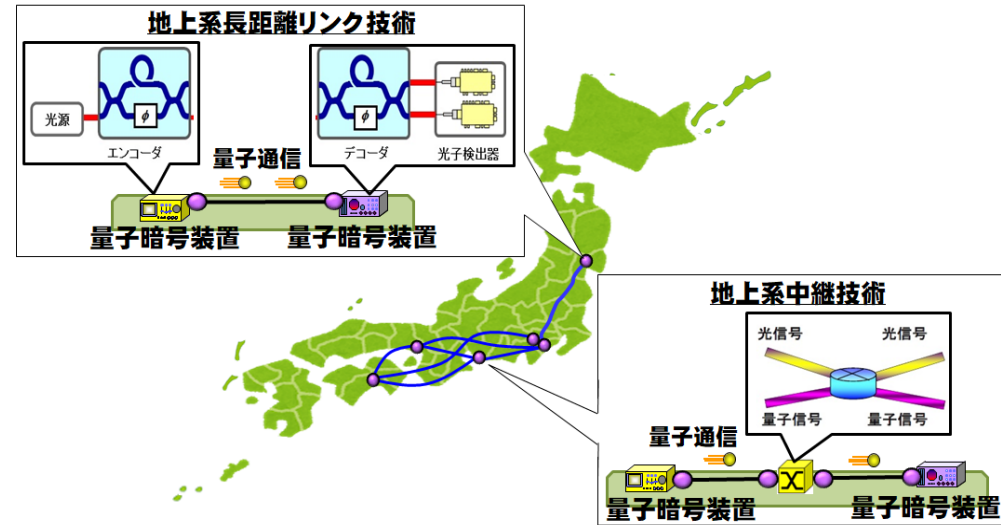 地上系長距離リンク技術
光源
φ
エンコーダ
φ
デコーダ
光子検出器
量子通信
量子暗号装置
量子暗号装置
地上系中継技術
光信号
光信号
量子信号
量子信号
量子通信
量子暗号装置
量子暗号装置